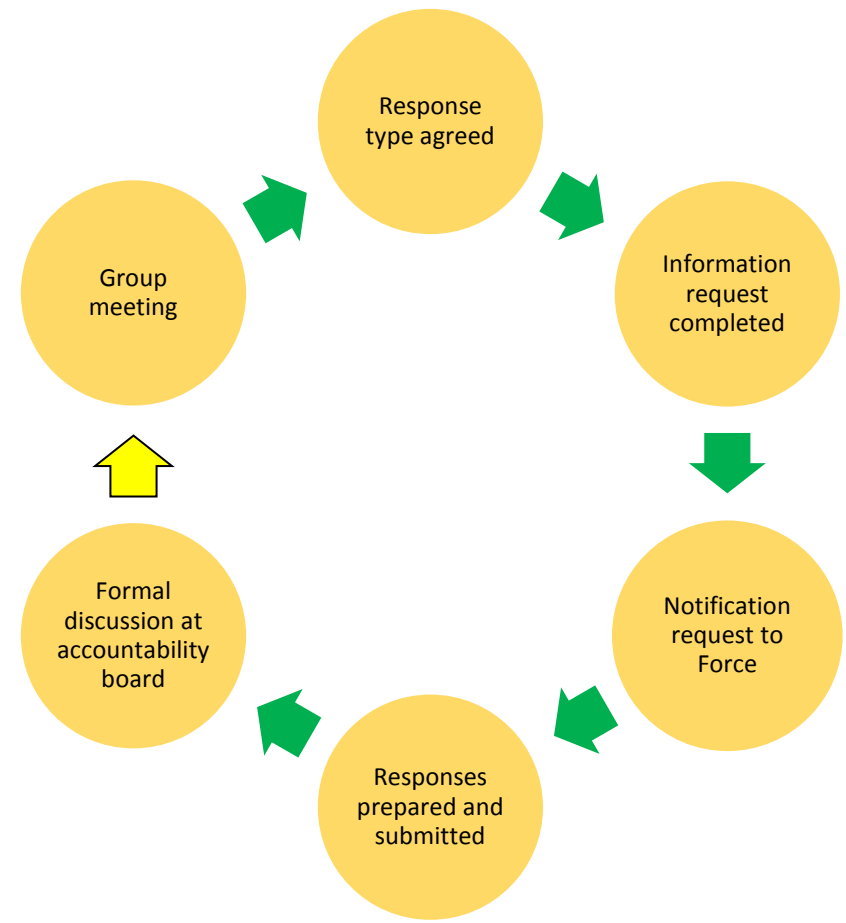 Response
type agreed
Information
request
completed
Notification
request to
Force
Responses
prepared and
submitted
Formal
discussion at
accountability
board
Group
meeting